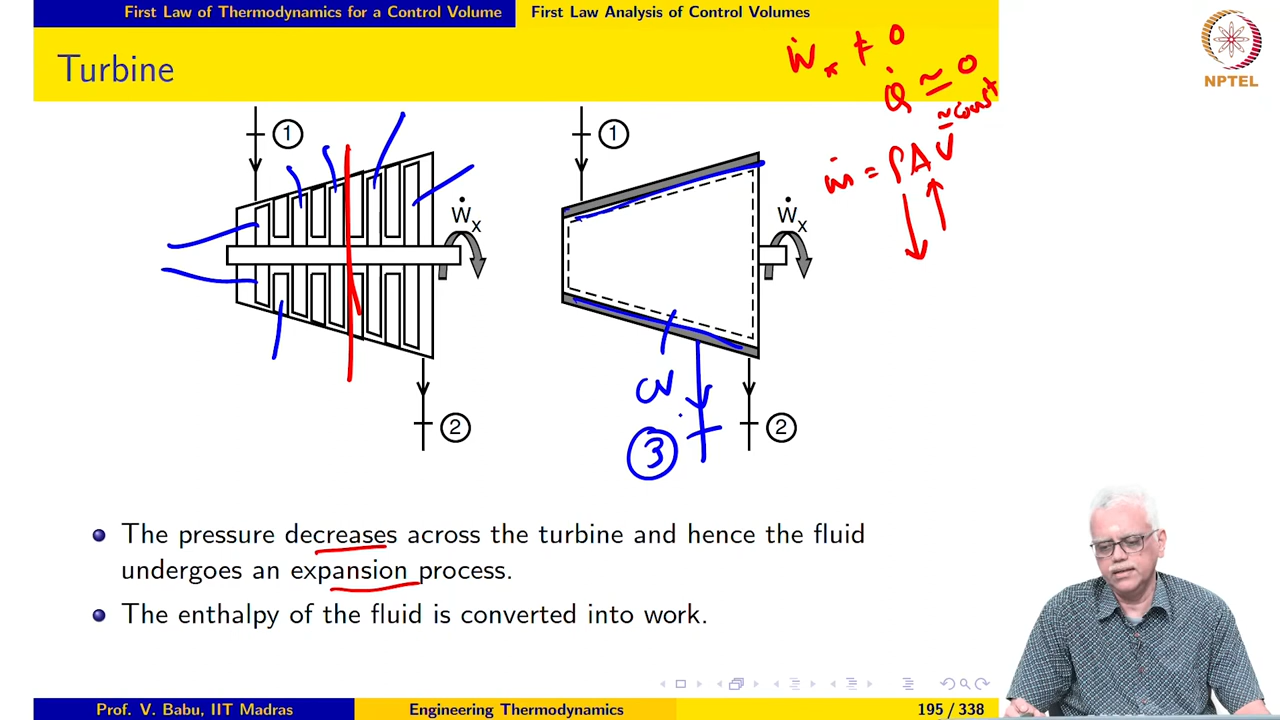 First Law of Thermodynamics for a Control Volume
First Law Analysis of Control Volumes
Turbine
NPTEL
Ẇx ≠ 0
Q̇ ≈ 0
≈ const
ṁ = ρAV
1
1
Ẇx
Ẇx
CV
3
2
2
The pressure decreases across the turbine and hence the fluid
undergoes an expansion process.
The enthalpy of the fluid is converted into work.
Prof. V. Babu, IIT Madras
Engineering Thermodynamics
195 / 338